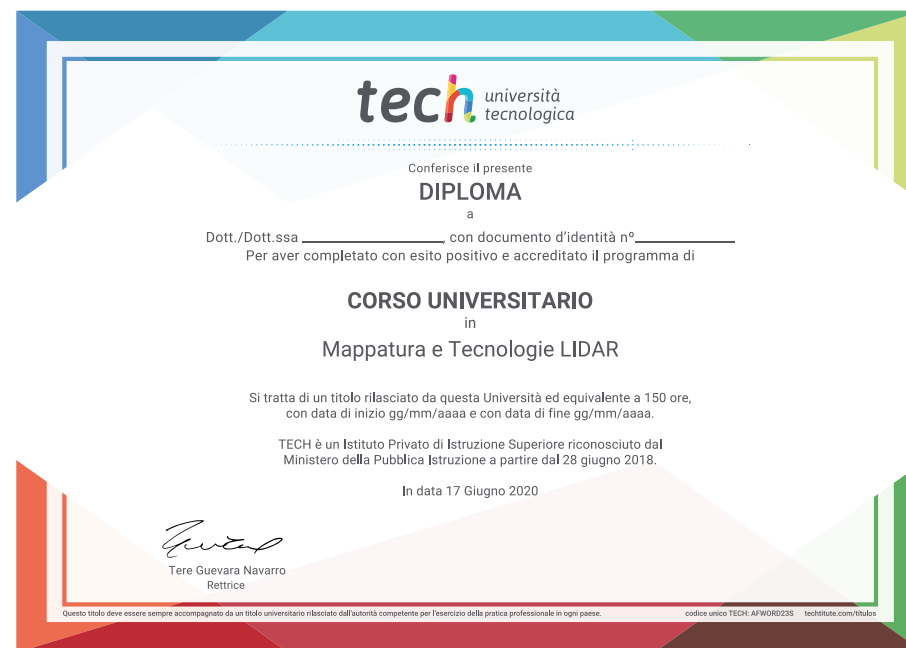 tech università
tecnologica
Conferisce il presente
DIPLOMA
a
Dott./Dott.ssa ________________, con documento d'identità nº____________
Per aver completato con esito positivo e accreditato il programma di
CORSO UNIVERSITARIO
in
Mappatura e Tecnologie LIDAR
Si tratta di un titolo rilasciato da questa Università ed equivalente a 150 ore,
con data di inizio gg/mm/aaaa e con data di fine gg/mm/aaaa.
TECH è un Istituto Privato di Istruzione Superiore riconosciuto dal
Ministero della Pubblica Istruzione a partire dal 28 giugno 2018.
In data 17 Giugno 2020
Tere Guevara Navarro
Rettrice
Questo titolo deve essere sempre accompagnato da un titolo universitario rilasciato dall'autorità competente per l'esercizio della pratica professionale in ogni paese. codice unico TECH: AFWORD23S techtitute.com/títulos